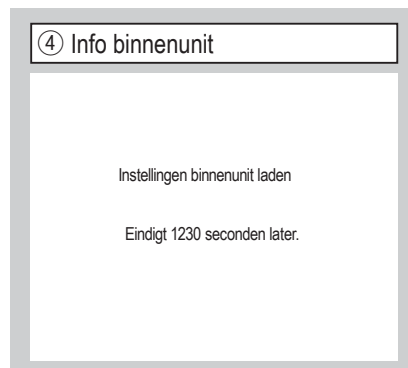 ④ Info binnenunit
Instellingen binnenunit laden
Eindigt 1230 seconden later.